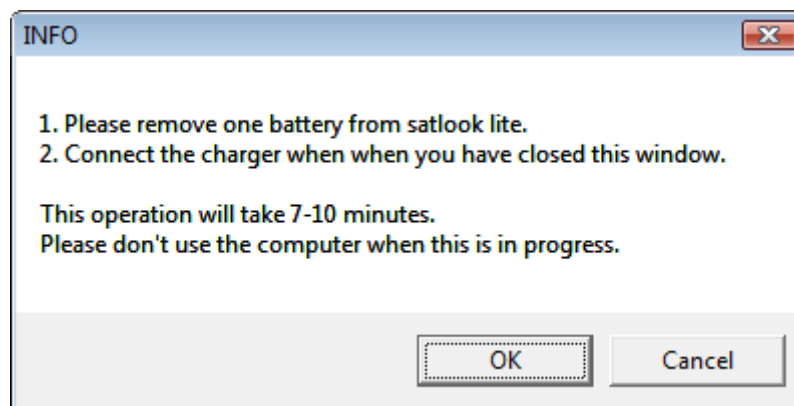 INFO
1. Please remove one battery from satlook lite.
2. Connect the charger when when you have closed this window.
This operation will take 7-10 minutes.
Please don't use the computer when this is in progress.
OK
Cancel